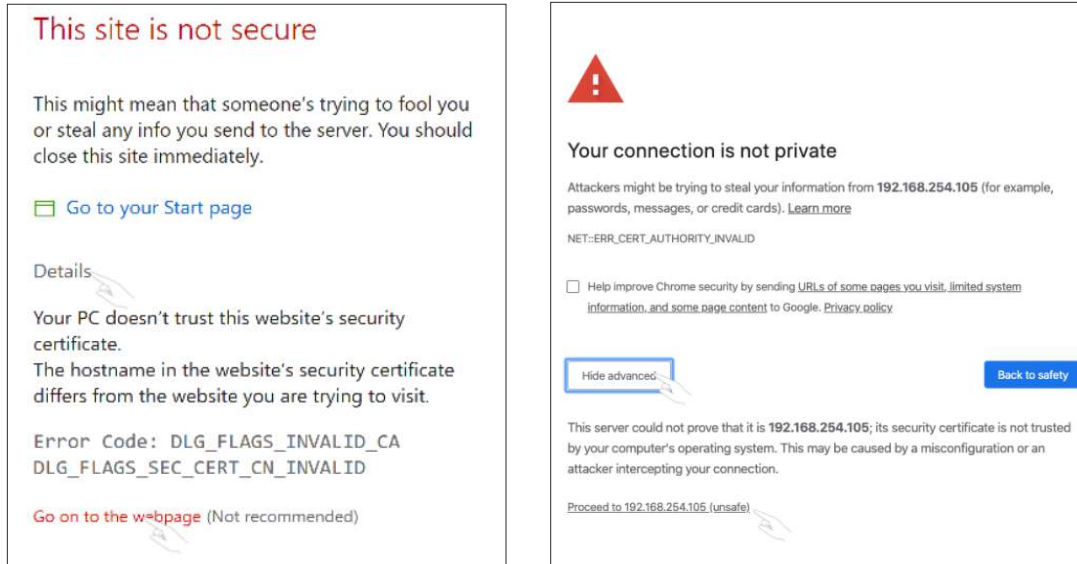 This site is not secure
This might mean that someone's trying to fool you
or steal any info you send to the server. You should
close this site immediately.
Go to your Start page
Details
Your PC doesn't trust this website's security
certificate.
The hostname in the website's security certificate
differs from the website you are trying to visit.
Error Code: DLG_FLAGS_INVALID_CA
DLG_FLAGS_SEC_CERT_CN_INVALID
Go on to the webpage (Not recommended)
Your connection is not private
Attackers might be trying to steal your information from 192.168.254.105 (for example,
passwords, messages, or credit cards). Learn more
NET::ERR_CERT_AUTHORITY_INVALID
Help improve Chrome security by sending URLs of some pages you visit, limited system
information, and some page content to Google. Privacy policy
Hide advanced
Back to safety
This server could not prove that it is 192.168.254.105; its security certificate is not trusted
by your computer's operating system. This may be caused by a misconfiguration or an
attacker intercepting your connection.
Proceed to 192.168.254.105 (unsafe)